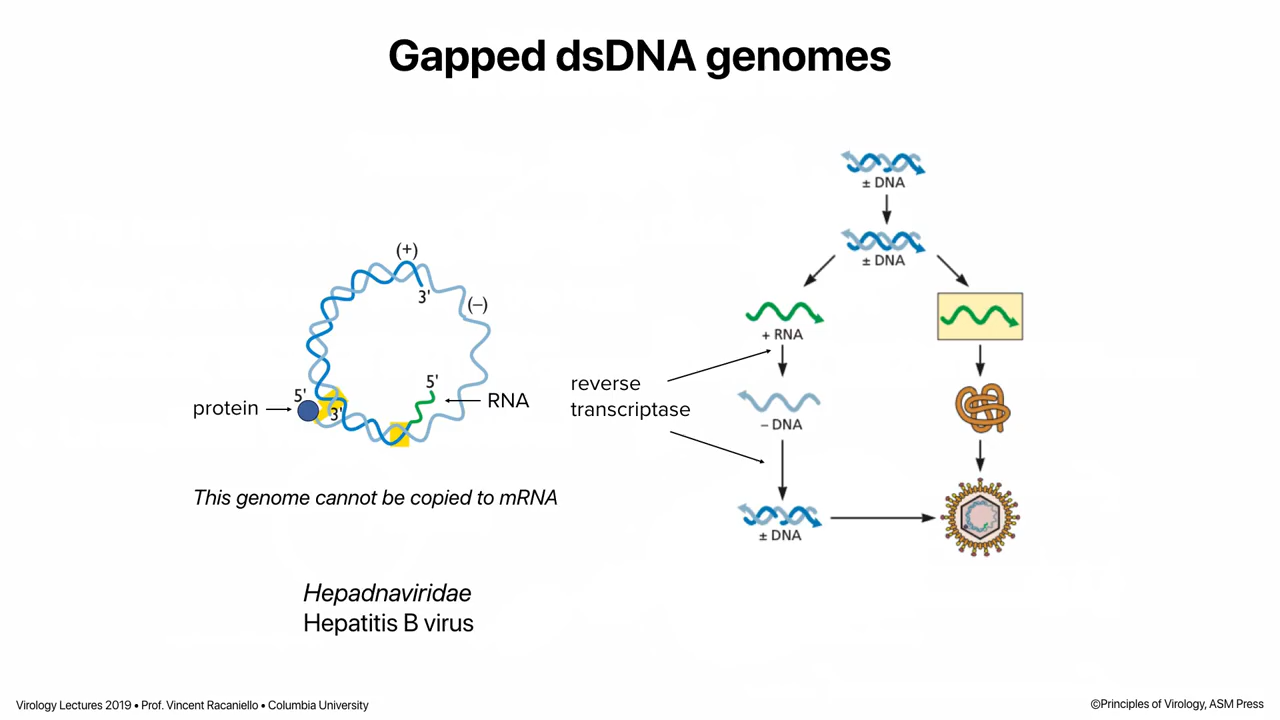 Gapped dsDNA genomes
(+)
3'
(–)
5'
3'
5'
protein
RNA
This genome cannot be copied to mRNA
Hepadnaviridae
Hepatitis B virus
± DNA
± DNA
+ RNA
reverse
transcriptase
– DNA
± DNA
Virology Lectures 2019 • Prof. Vincent Racaniello • Columbia University
©Principles of Virology, ASM Press